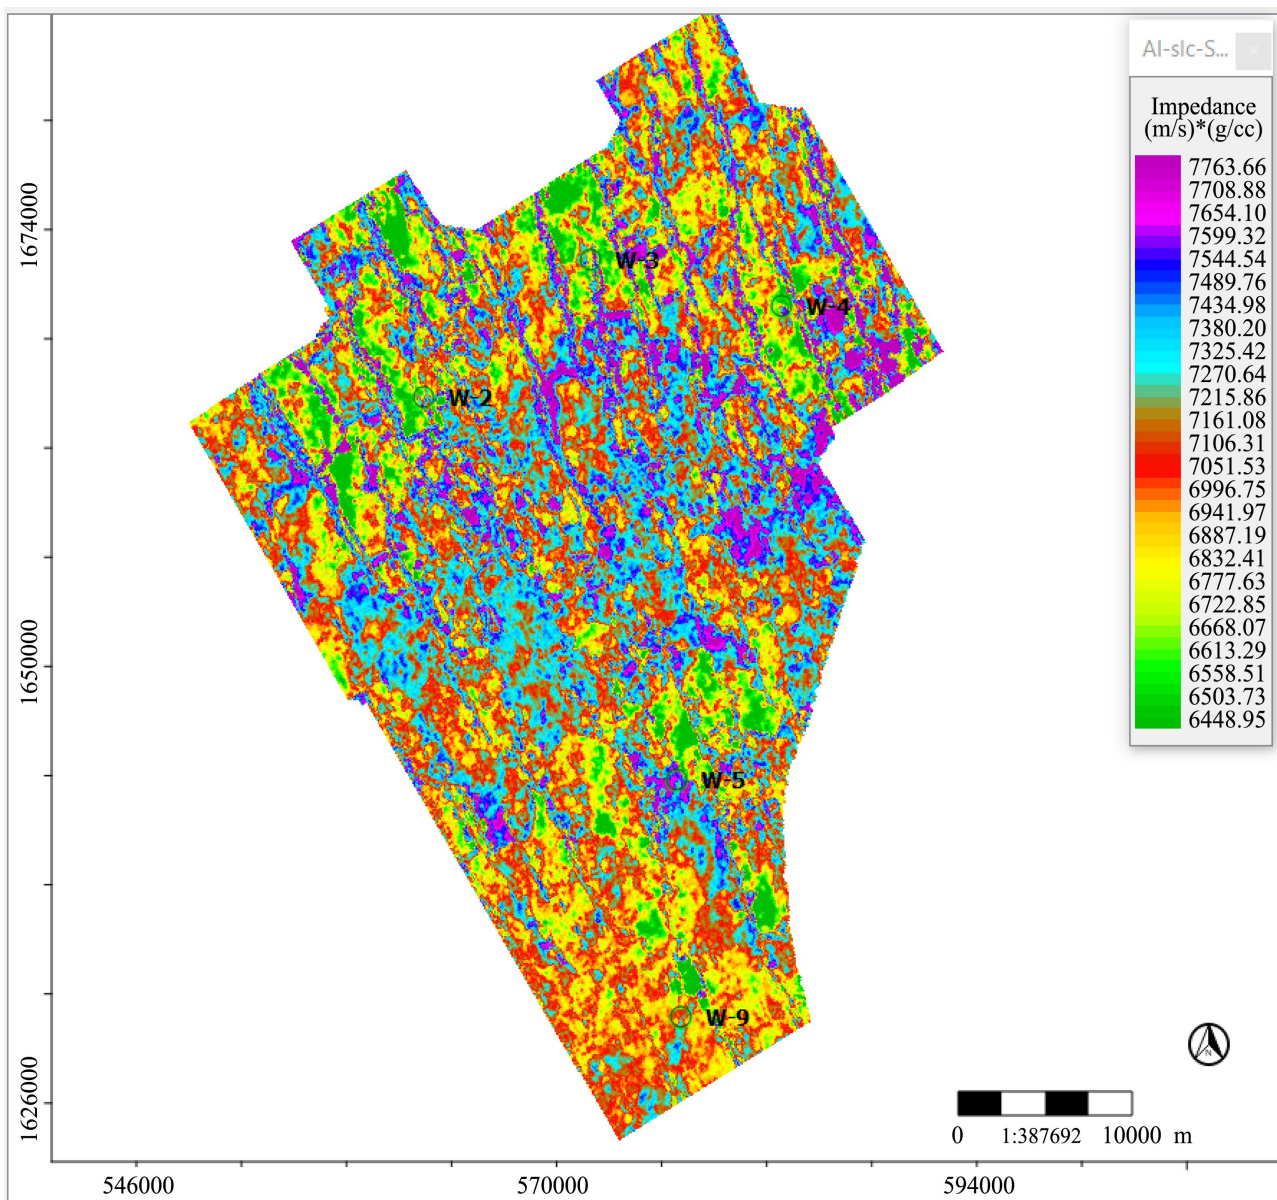 AI-slc-S...
Impedance
(m/s)*(g/cc)
7763.66
7708.88
7654.10
7599.32
7544.54
7489.76
7434.98
7380.20
7325.42
7270.64
7215.86
7161.08
7106.31
7051.53
6996.75
6941.97
6887.19
6832.41
6777.63
6722.85
6668.07
6613.29
6558.51
6503.73
6448.95
1674000
1650000
1626000
W-3
W-4
W-2
W-5
W-9
N
0 1:387692 10000 m
546000 570000 594000